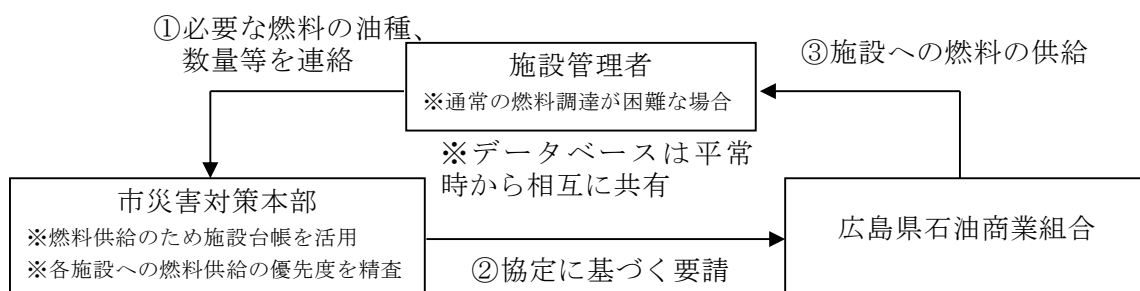 ①必要な燃料の油種、
数量等を連絡
施設管理者
※通常の燃料調達が困難な場合
③施設への燃料の供給
※データベースは平常
時から相互に共有
市災害対策本部
※燃料供給のため施設台帳を活用
※各施設への燃料供給の優先度を精査
②協定に基づく要請
広島県石油商業組合